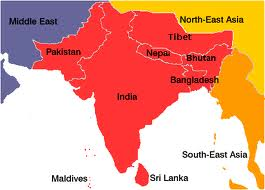 North-East Asia
Middle East
Tibet
Pakistan
Nepal
Bhutan
Bangladesh
India
South-East Asia
Maldives
Sri Lanka